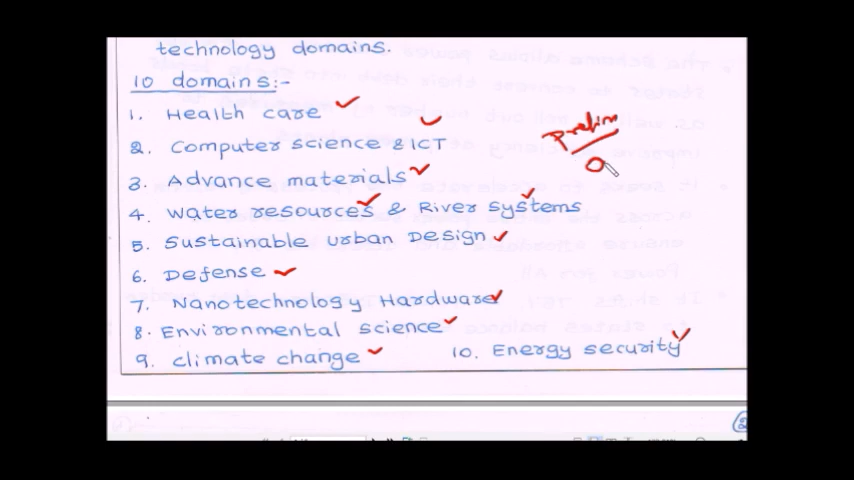 technology domains.
10 domains:-
1. Health care
2. Computer science & ICT
3. Advance materials
4. Water resources & River systems
5. Sustainable urban Design
6. Defense
7. Nanotechnology Hardware
8. Environmental science
9. climate change
10. Energy security
Prelim